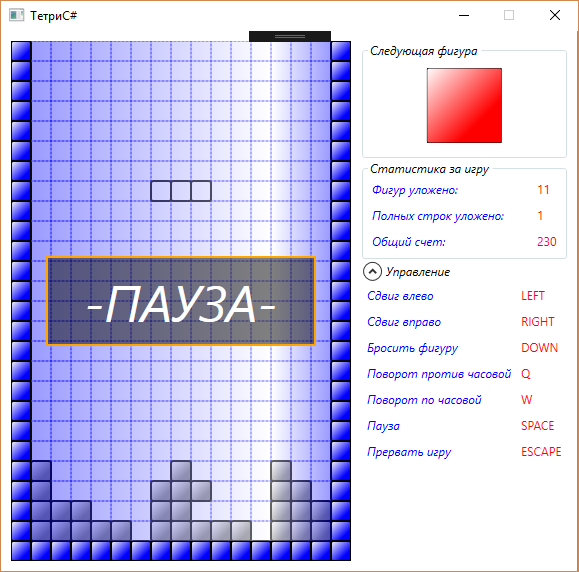 ТетриС#
-ПАУЗА-
Следующая фигура
Статистика за игру
Фигур уложено: 11
Полных строк уложено: 1
Общий счет: 230
Управление
Сдвиг влево LEFT
Сдвиг вправо RIGHT
Бросить фигуру DOWN
Поворот против часовой Q
Поворот по часовой W
Пауза SPACE
Прервать игру ESCAPE